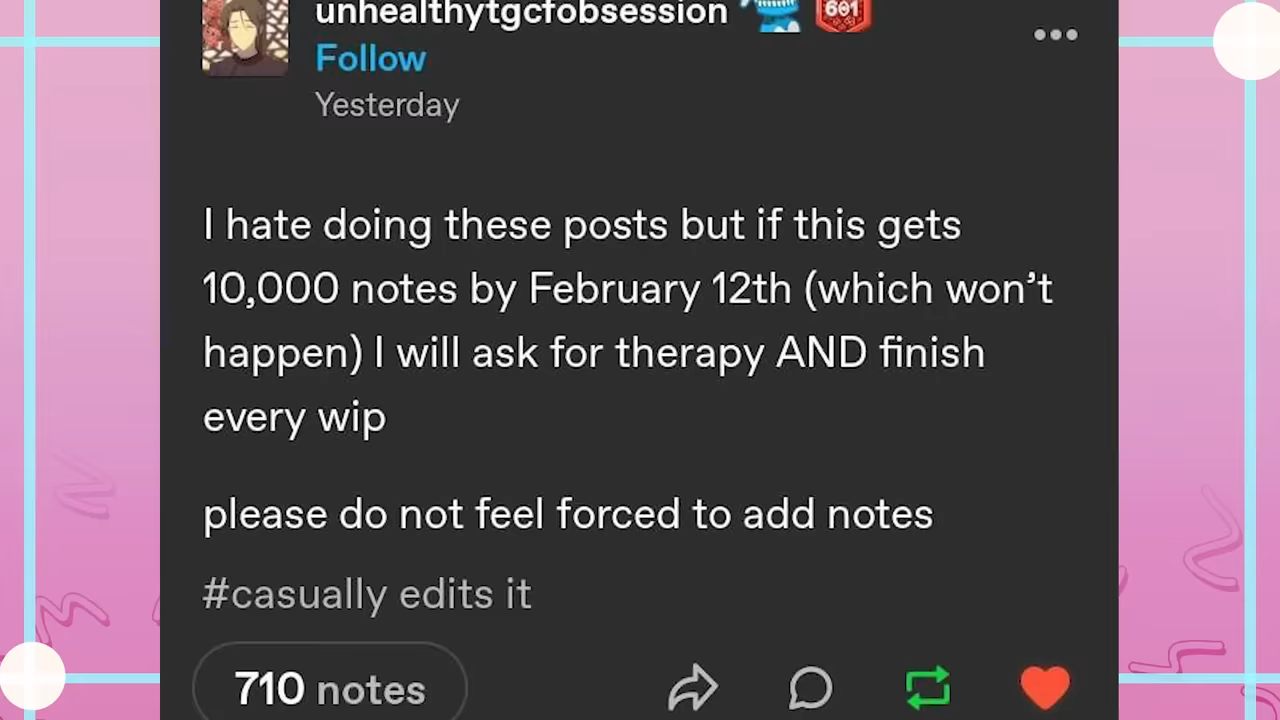 unhealthytgcfobsession
601
Follow
Yesterday
I hate doing these posts but if this gets
10,000 notes by February 12th (which won’t
happen) I will ask for therapy AND finish
every wip
please do not feel forced to add notes
#casually edits it
710 notes